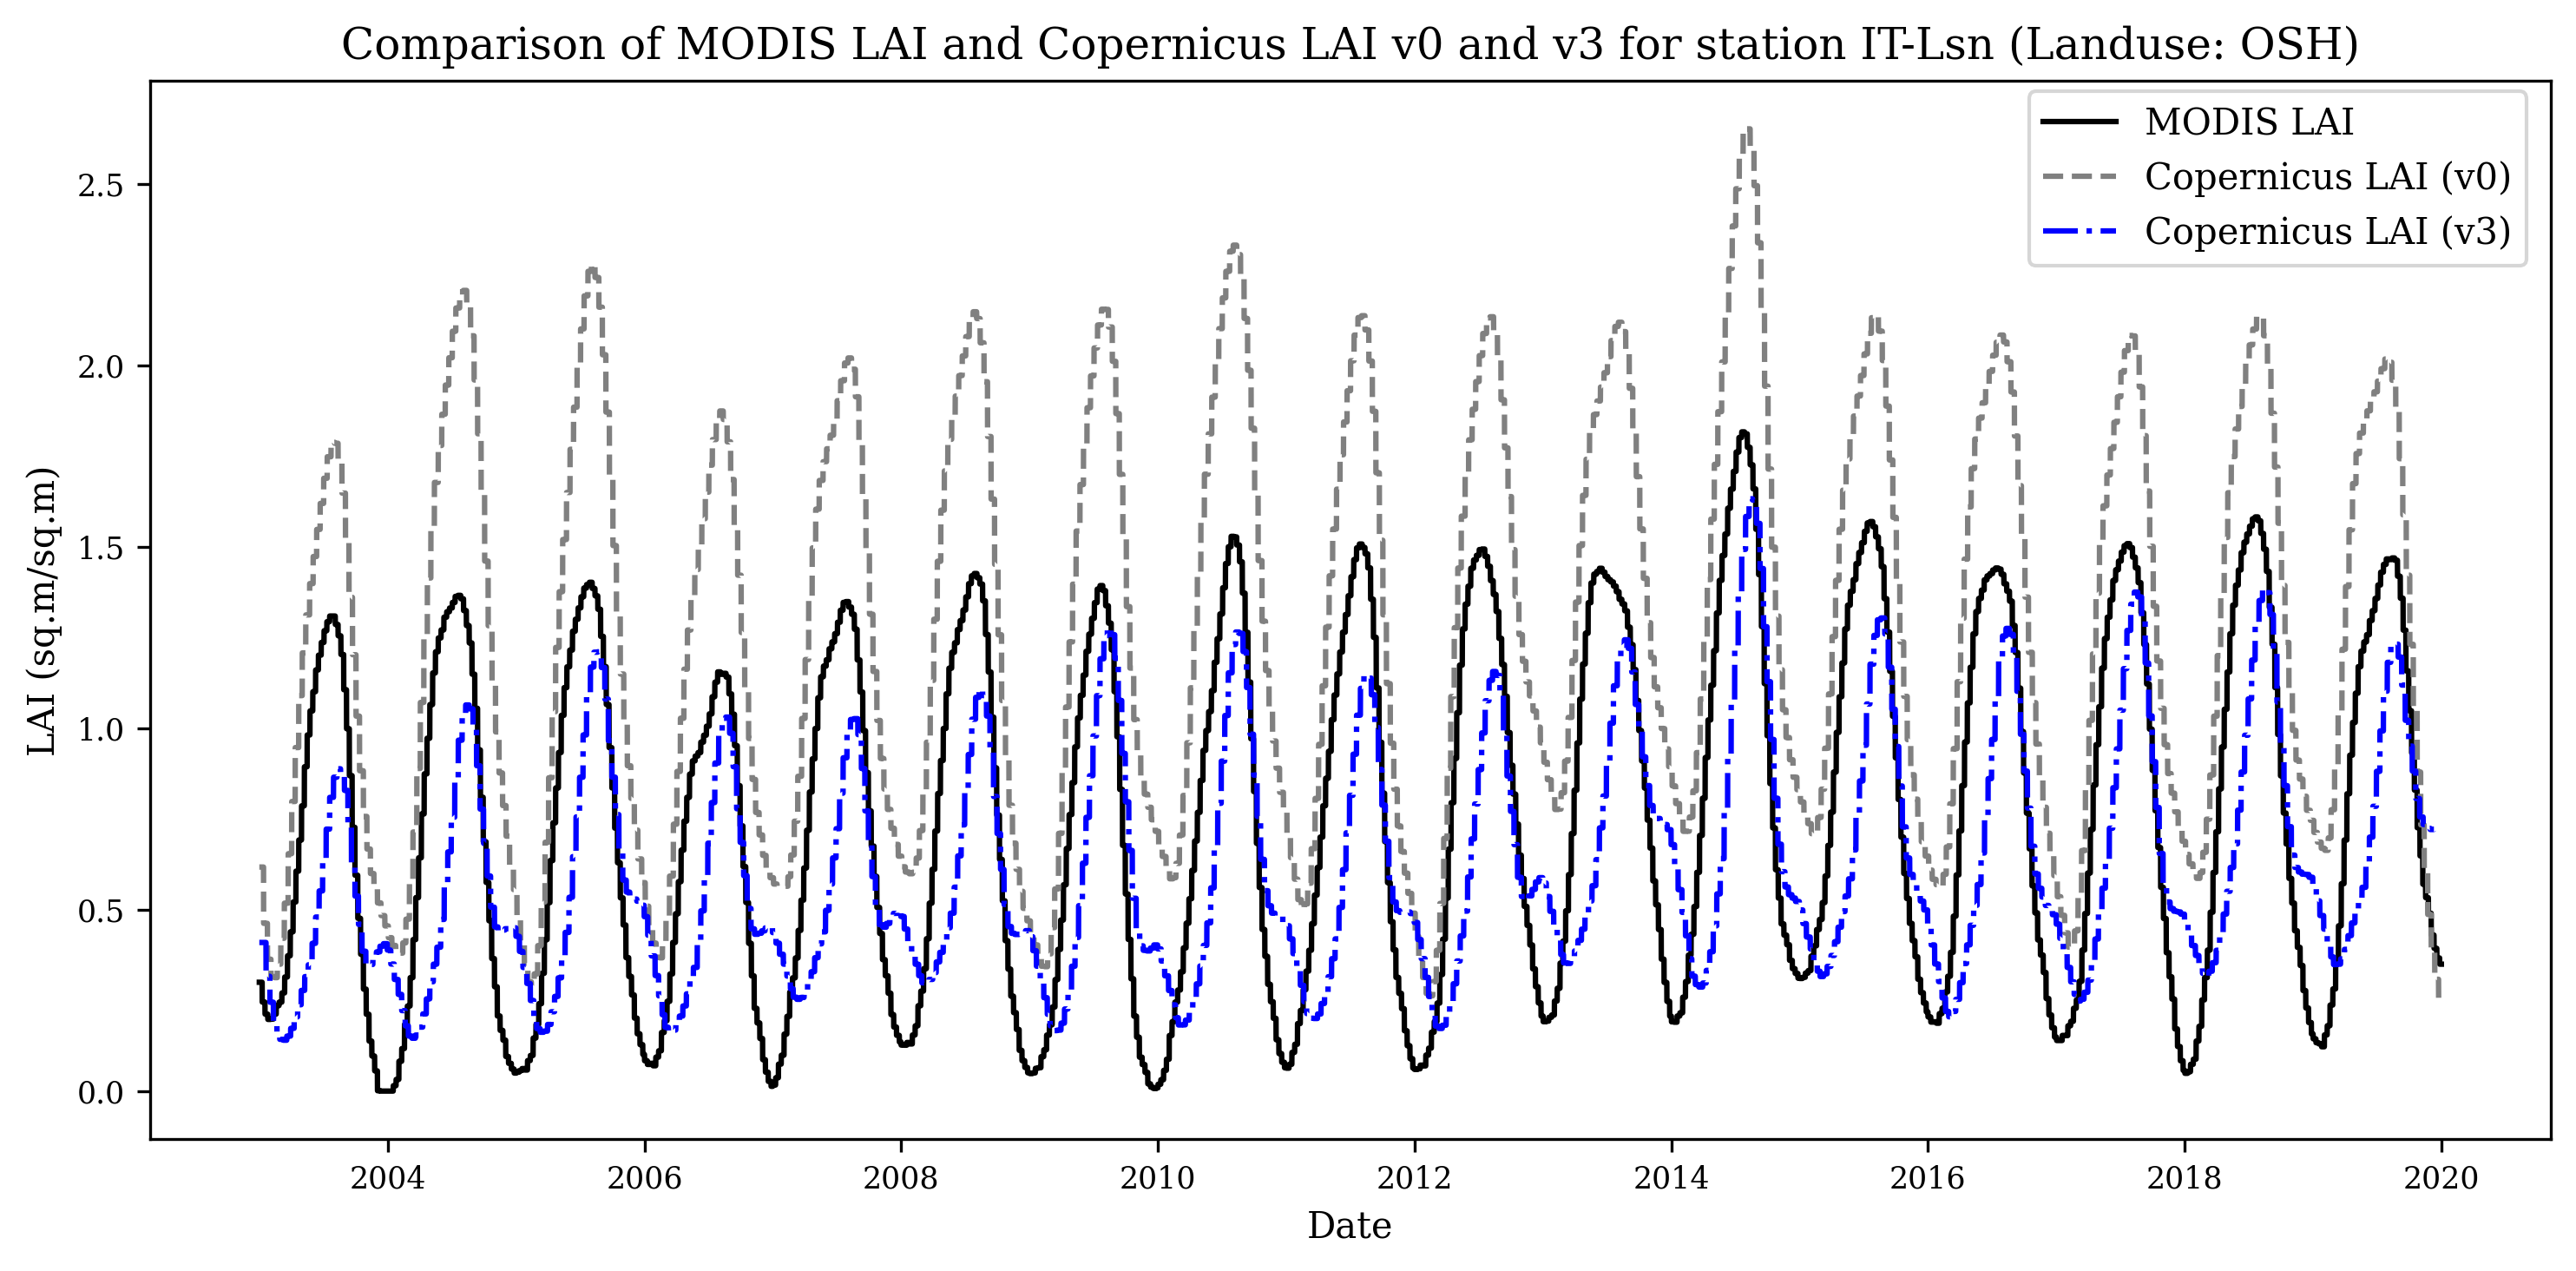 Comparison of MODIS LAI and Copernicus LAI v0 and v3 for station IT-Lsn (Landuse: OSH)
MODIS LAI
Copernicus LAI (v0)
Copernicus LAI (v3)
LAI (sq.m/sq.m)
2.5
2.0
1.5
1.0
0.5
0.0
2004 2006 2008 2010 2012 2014 2016 2018 2020
Date